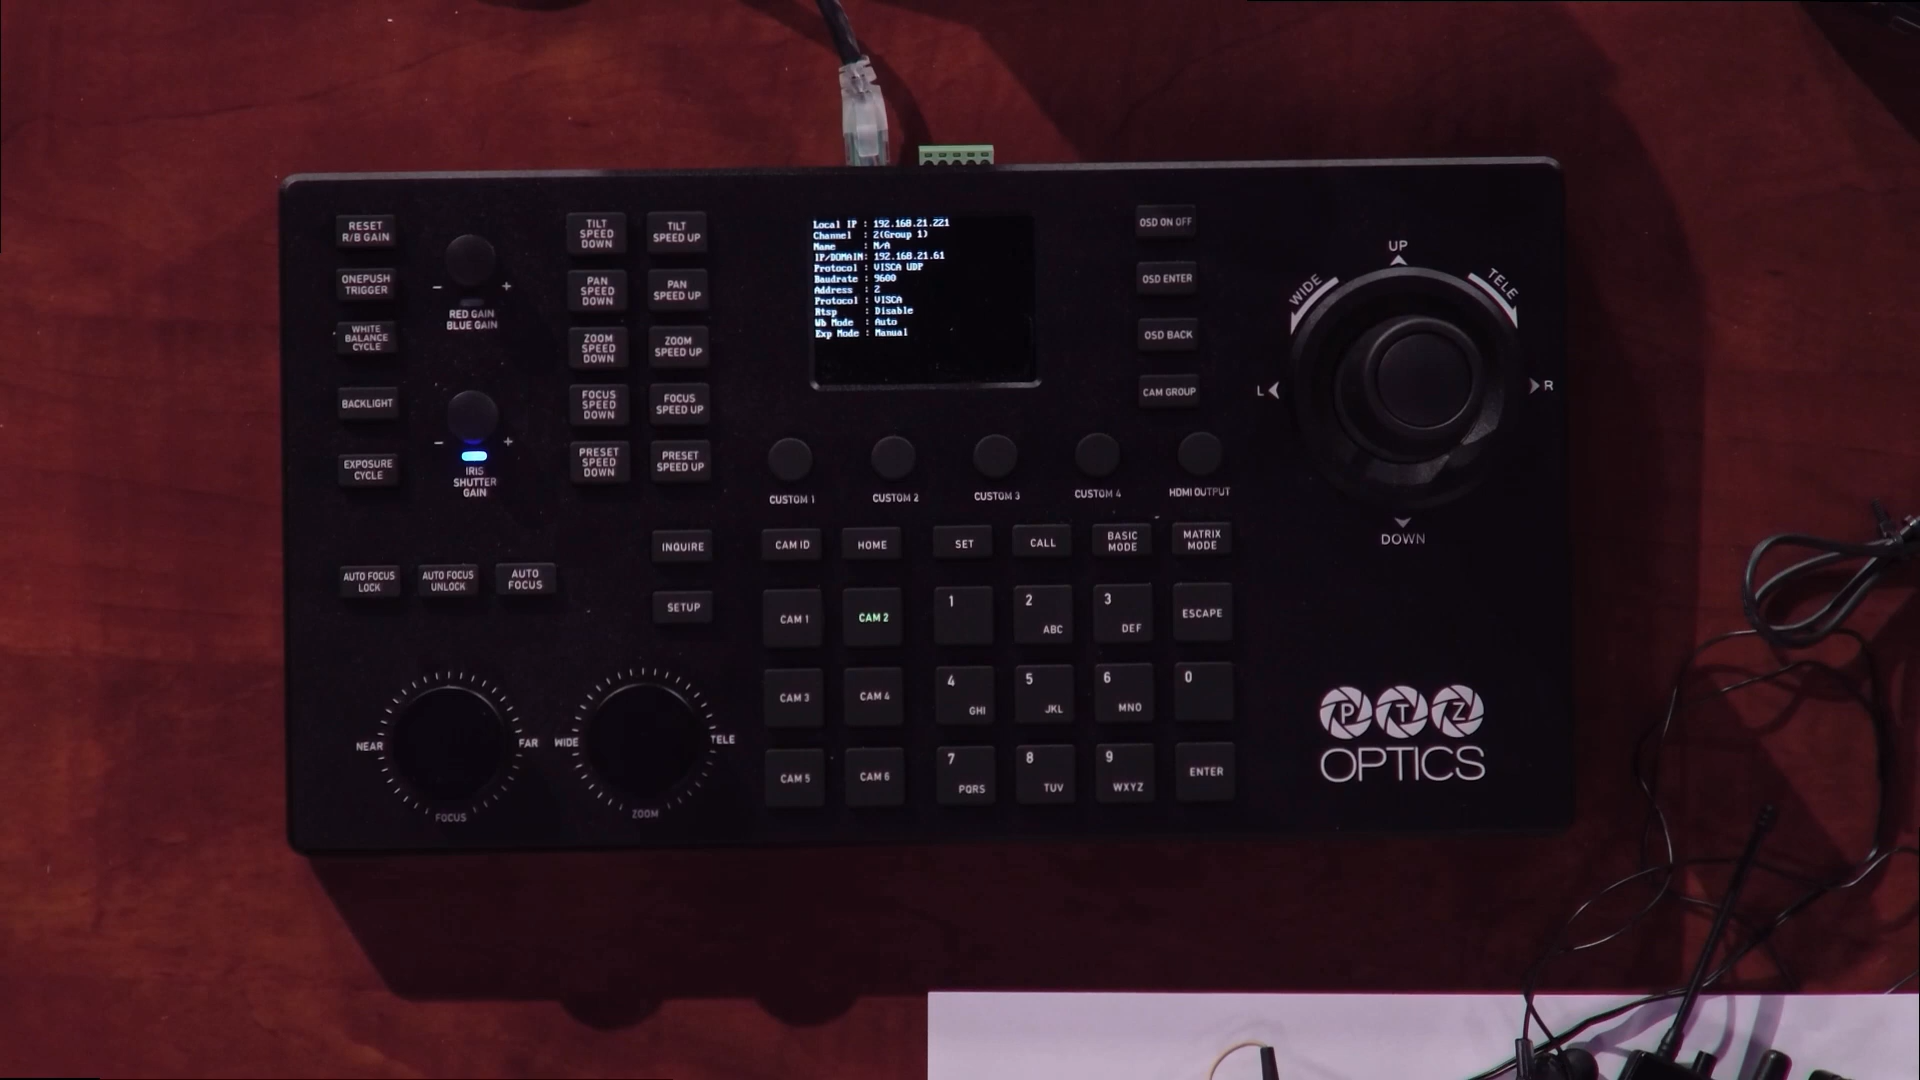 RESET
R/B GAIN
ONEPUSH
TRIGGER
WHITE
BALANCE
CYCLE
BACKLIGHT
EXPOSURE
CYCLE
- +
RED GAIN
BLUE GAIN
- +
IRIS
SHUTTER
GAIN
TILT
SPEED
DOWN
TILT
SPEED UP
PAN
SPEED
DOWN
PAN
SPEED UP
ZOOM
SPEED
DOWN
ZOOM
SPEED UP
FOCUS
SPEED
DOWN
FOCUS
SPEED UP
PRESET
SPEED
DOWN
PRESET
SPEED UP
Local IP : 192.168.21.221
Channel : 2(Group 1)
Name : N/A
IP/DOMAIN: 192.168.21.61
Protocol : VISCA UDP
Baudrate : 9600
Address : 2
Protocol : VISCA
Rtsp : Disable
Wb Mode : Auto
Exp Mode : Manual
OSD ON OFF
OSD ENTER
OSD BACK
CAM GROUP
UP
WIDE
TELE
L
R
DOWN
CUSTOM 1
CUSTOM 2
CUSTOM 3
CUSTOM 4
HDMI OUTPUT
AUTO FOCUS
LOCK
AUTO FOCUS
UNLOCK
AUTO
FOCUS
INQUIRE
SETUP
CAM ID
HOME
SET
CALL
BASIC
MODE
MATRIX
MODE
CAM 1
CAM 2
1
2
ABC
3
DEF
ESCAPE
CAM 3
CAM 4
4
GHI
5
JKL
6
MNO
0
CAM 5
CAM 6
7
PQRS
8
TUV
9
WXYZ
ENTER
NEAR
FAR
FOCUS
WIDE
TELE
ZOOM
PTZ
OPTICS